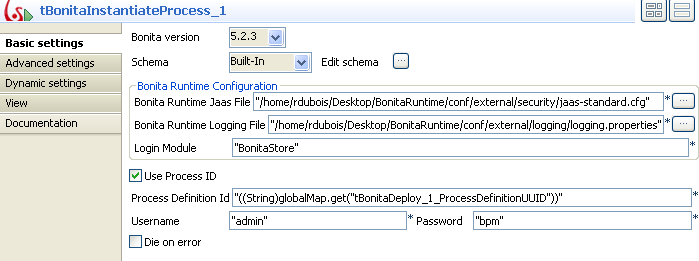 tBonitaInstantiateProcess_1
Basic settings
Advanced settings
Dynamic settings
View
Documentation
Bonita version 5.2.3
Schema Built-In Edit schema ...
Bonita Runtime Configuration
Bonita Runtime Jaas File "/home/rdubois/Desktop/BonitaRuntime/conf/external/security/jaas-standard.cfg" * ...
Bonita Runtime Logging File "/home/rdubois/Desktop/BonitaRuntime/conf/external/logging/logging.properties" * ...
Login Module "BonitaStore" *
Use Process ID
Process Definition Id "((String)globalMap.get("tBonitaDeploy_1_ProcessDefinitionUUID"))" *
Username "admin" * Password "bpm" *
Die on error